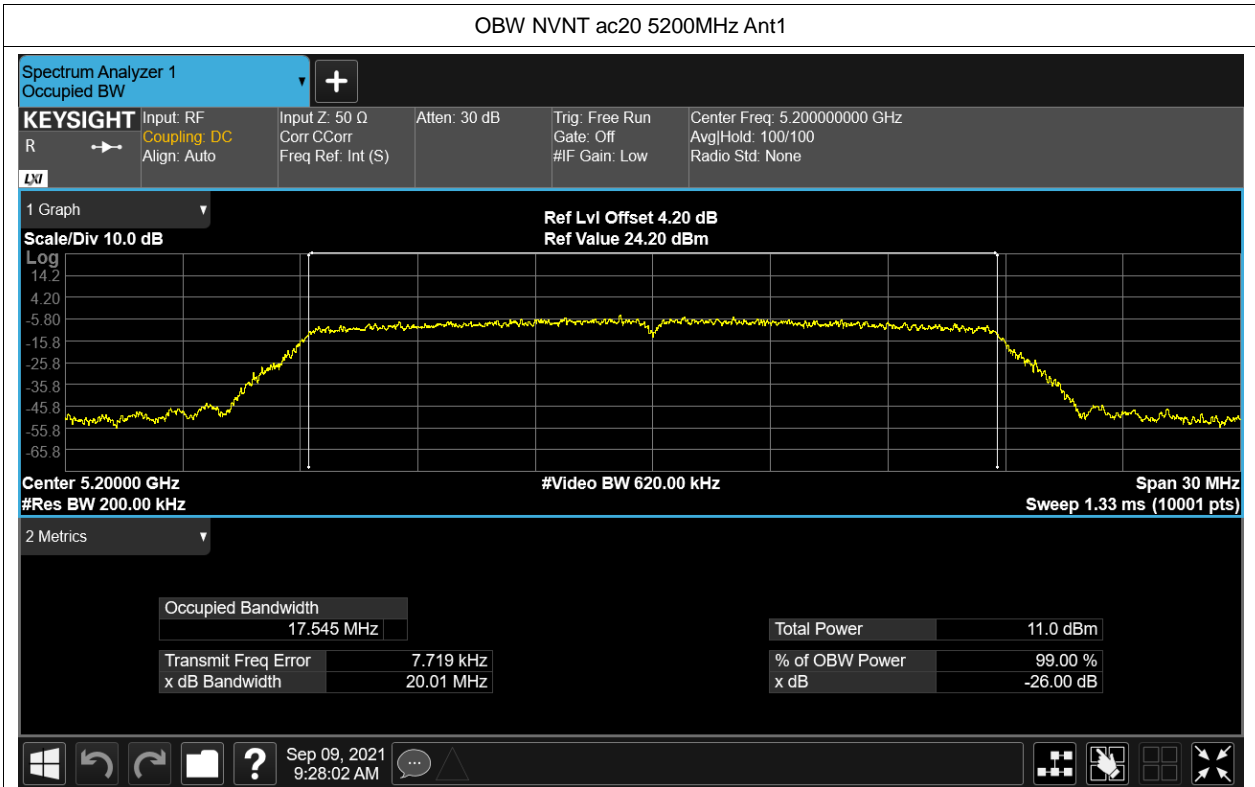 OBW NVNT ac20 5200MHz Ant1
Spectrum Analyzer 1
Occupied BW
KEYSIGHT
R
LXI
Input: RF
Coupling: DC
Align: Auto
Input Z: 50 Ω
Corr CCorr
Freq Ref: Int (S)
Atten: 30 dB
Trig: Free Run
Gate: Off
#IF Gain: Low
Center Freq: 5.200000000 GHz
Avg|Hold: 100/100
Radio Std: None
1 Graph
Scale/Div 10.0 dB
Ref Lvl Offset 4.20 dB
Ref Value 24.20 dBm
Log
14.2
4.20
-5.80
-15.8
-25.8
-35.8
-45.8
-55.8
-65.8
Center 5.20000 GHz
#Video BW 620.00 kHz
Span 30 MHz
#Res BW 200.00 kHz
Sweep 1.33 ms (10001 pts)
2 Metrics
Occupied Bandwidth
17.545 MHz
Total Power 11.0 dBm
Transmit Freq Error 7.719 kHz
% of OBW Power 99.00 %
x dB Bandwidth 20.01 MHz
x dB -26.00 dB
?
Sep 09, 2021
9:28:02 AM